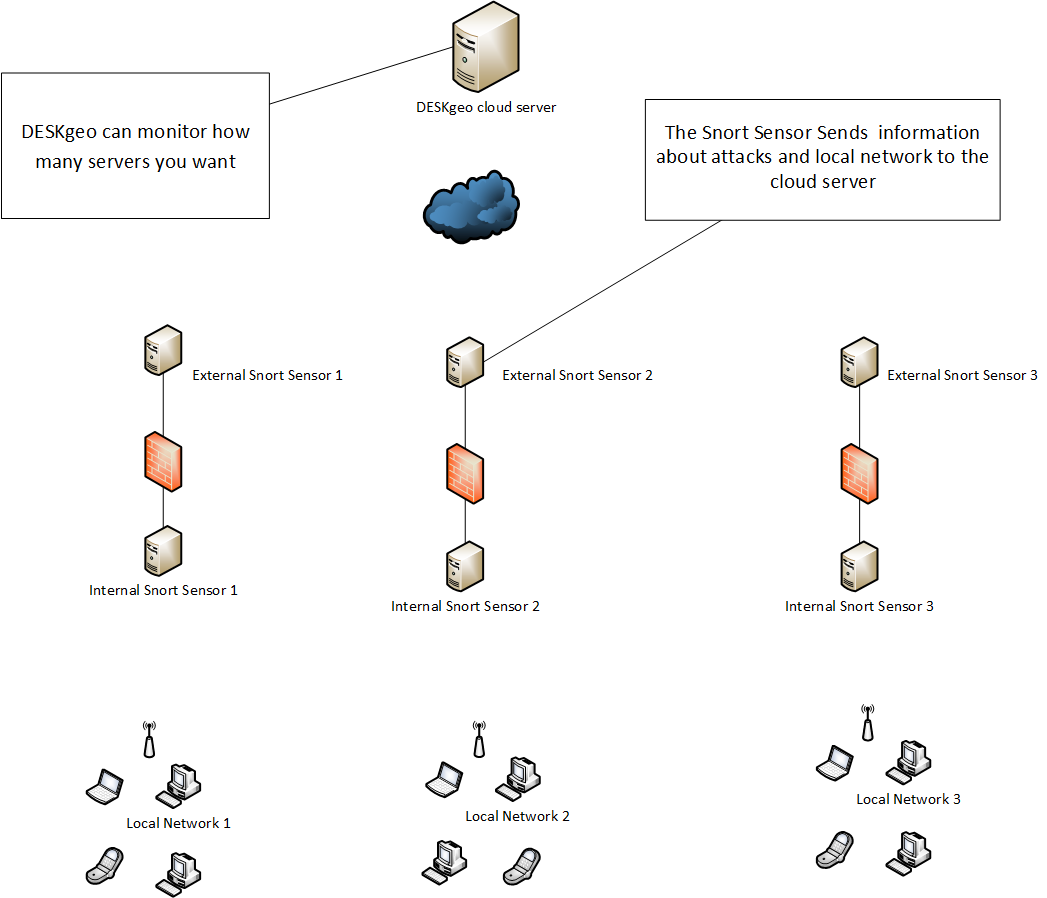 DESKgeo cloud server
DESKgeo can monitor how
many servers you want
The Snort Sensor Sends  information
about attacks and local network to the
cloud server
External Snort Sensor 1
External Snort Sensor 2
External Snort Sensor 3
Internal Snort Sensor 1
Internal Snort Sensor 2
Internal Snort Sensor 3
Local Network 1
Local Network 2
Local Network 3